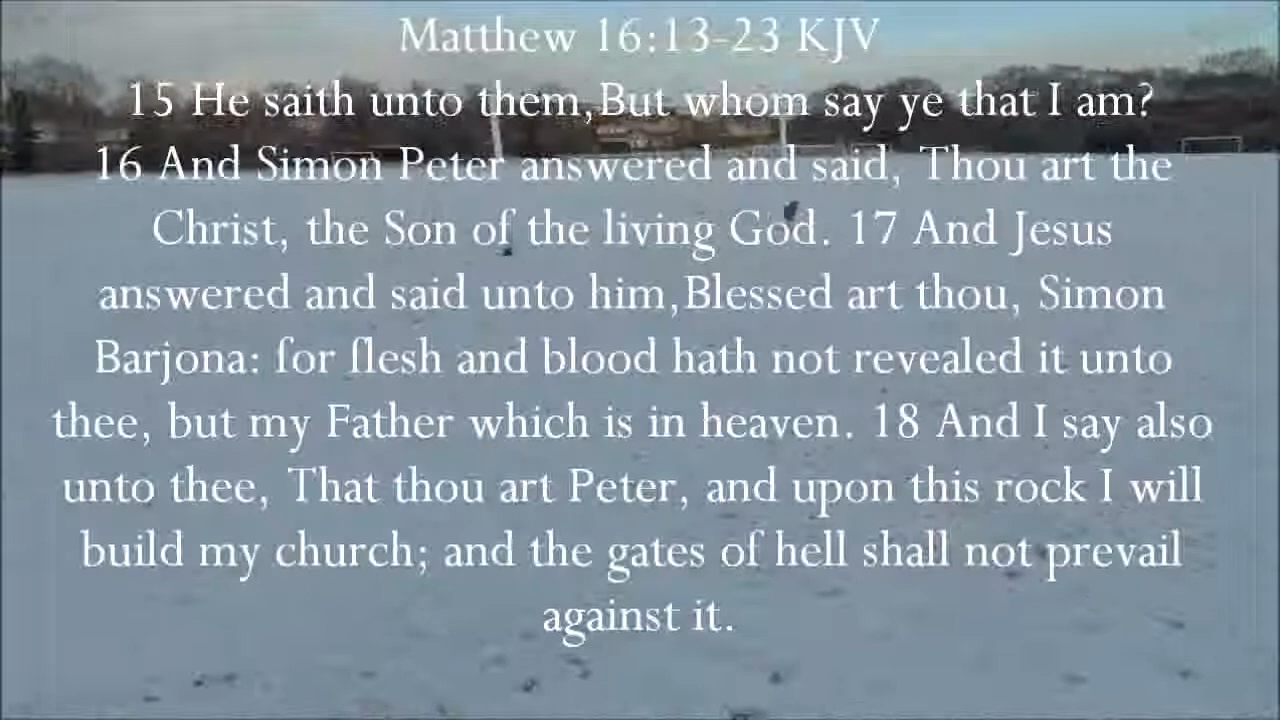 Matthew 16:13-23 KJV
15 He saith unto them,But whom say ye that I am?
16 And Simon Peter answered and said, Thou art the
Christ, the Son of the living God. 17 And Jesus
answered and said unto him,Blessed art thou, Simon
Barjona: for flesh and blood hath not revealed it unto
thee, but my Father which is in heaven. 18 And I say also
unto thee, That thou art Peter, and upon this rock I will
build my church; and the gates of hell shall not prevail
against it.